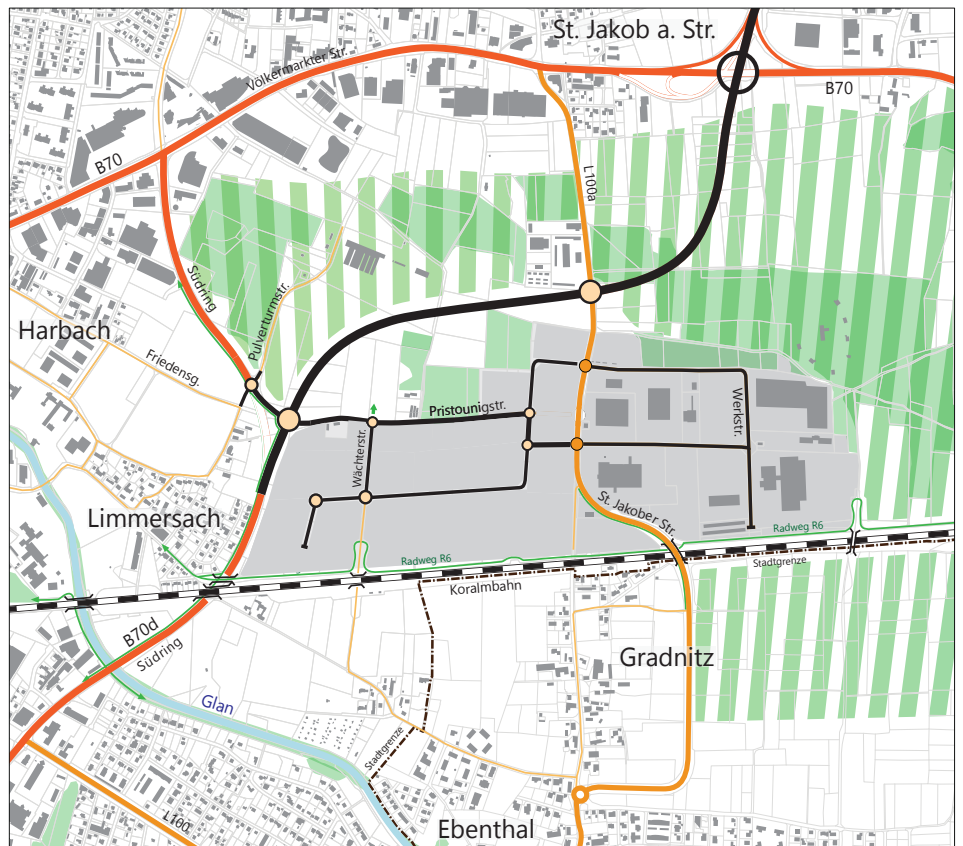 St. Jakob a. Str.
Völkermarkter Str.
B70
B70
L100a
Südring
Pulverturmstr.
Harbach
Friedensg.
Pristounigstr.
Werkstr.
Wächterstr.
Limmersach
St. Jakober Str.
Radweg R6
Radweg R6
Stadtgrenze
Koralmbahn
B70d
Südring
Gradnitz
Glan
Stadtgrenze
L100
Ebenthal